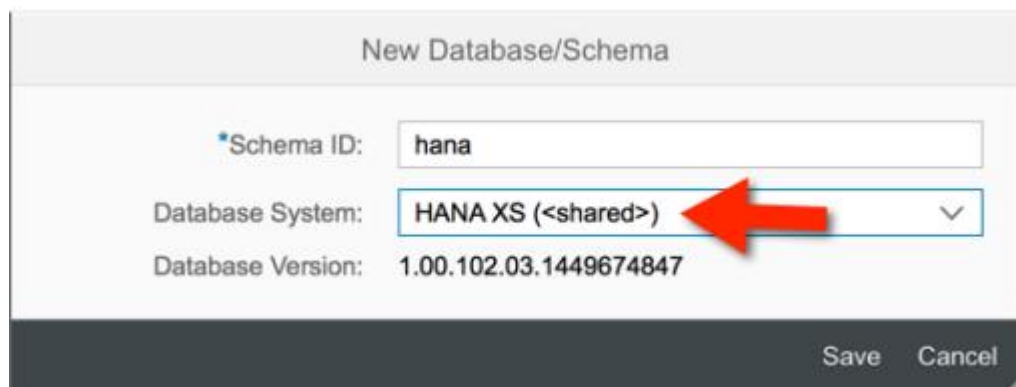 New Database/Schema
*Schema ID: hana
Database System: HANA XS (<shared>)
Database Version: 1.00.102.03.1449674847
Save Cancel